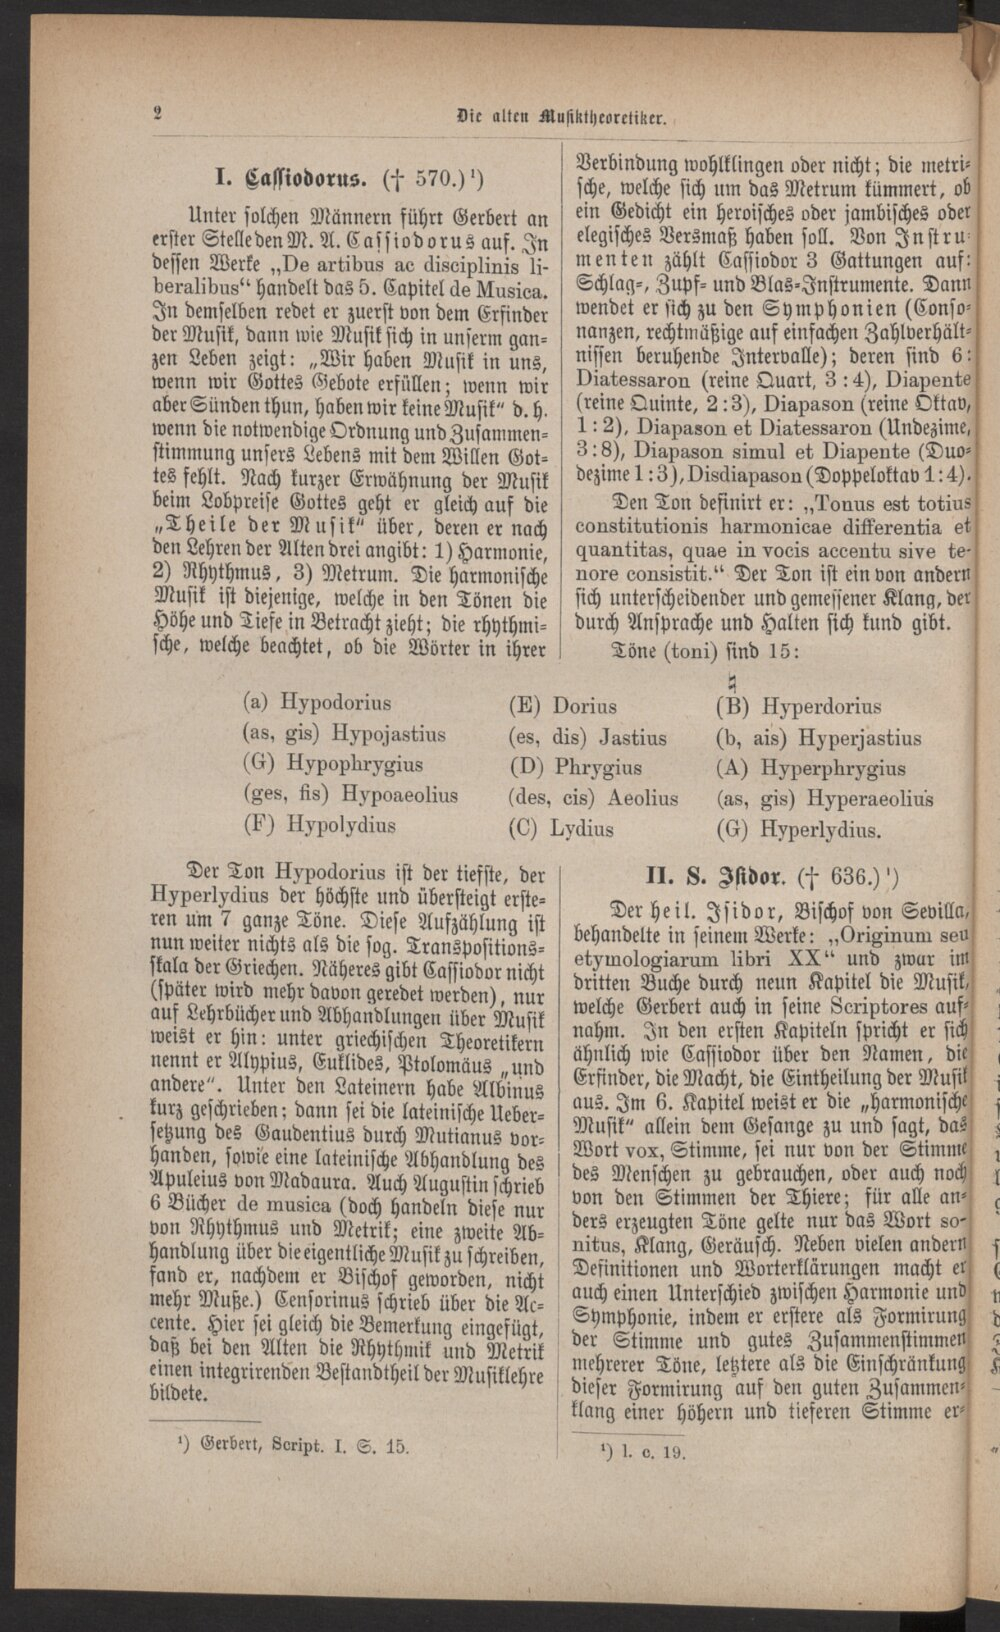 2
Die alten Musiktheoretiker.
I. Cassiodorus. († 570.)¹)
Unter solchen Männern führt Gerbert an
erster Stelle den M. A. Cassiodorus auf. In
dessen Werke „De artibus ac disciplinis li-
beralibus“ handelt das 5. Capitel de Musica.
In demselben redet er zuerst von dem Erfinder
der Musik, dann wie Musik sich in unserm gan-
zen Leben zeigt: „Wir haben Musik in uns,
wenn wir Gottes Gebote erfüllen; wenn wir
aber Sünden thun, haben wir keine Musik“ d. h.
wenn die notwendige Ordnung und Zusammen-
stimmung unsers Lebens mit dem Willen Got-
tes fehlt. Nach kurzer Erwähnung der Musik
beim Lobpreise Gottes geht er gleich auf die
„Theile der Musik“ über, deren er nach
den Lehren der Alten drei angibt: 1) Harmonie,
2) Rhythmus, 3) Metrum. Die harmonische
Musik ist diejenige, welche in den Tönen die
Höhe und Tiefe in Betracht zieht; die rhythmi-
sche, welche beachtet, ob die Wörter in ihrer
Verbindung wohlklingen oder nicht; die metri-
sche, welche sich um das Metrum kümmert, ob
ein Gedicht ein heroisches oder jambisches oder
elegisches Versmaß haben soll. Von Instru-
menten zählt Cassiodor 3 Gattungen auf:
Schlag-, Zupf- und Blas-Instrumente. Dann
wendet er sich zu den Symphonien (Conso-
nanzen, rechtmäßige auf einfachen Zahlverhält-
nissen beruhende Intervalle); deren sind 6:
Diatessaron (reine Quart, 3:4), Diapente
(reine Quinte, 2:3), Diapason (reine Oktav,
1:2), Diapason et Diatessaron (Undezime,
3:8), Diapason simul et Diapente (Duo-
dezime 1:3), Disdiapason (Doppeloktav 1:4).
Den Ton definirt er: „Tonus est totius
constitutionis harmonicae differentia et
quantitas, quae in vocis accentu sive te-
nore consistit.“ Der Ton ist ein von andern
sich unterscheidender und gemessener Klang, der
durch Ansprache und Halten sich kund gibt.
Töne (toni) sind 15:
♮
(a) Hypodorius (E) Dorius (B) Hyperdorius
(as, gis) Hypojastius (es, dis) Jastius (b, ais) Hyperjastius
(G) Hypophrygius (D) Phrygius (A) Hyperphrygius
(ges, fis) Hypoaeolius (des, cis) Aeolius (as, gis) Hyperaeolius
(F) Hypolydius (C) Lydius (G) Hyperlydius.
Der Ton Hypodorius ist der tiefste, der
Hyperlydius der höchste und übersteigt erste-
ren um 7 ganze Töne. Diese Aufzählung ist
nun weiter nichts als die sog. Transpositions-
skala der Griechen. Näheres gibt Cassiodor nicht
(später wird mehr davon geredet werden), nur
auf Lehrbücher und Abhandlungen über Musik
weist er hin: unter griechischen Theoretikern
nennt er Alypius, Euklides, Ptolomäus „und
andere“. Unter den Lateinern habe Albinus
kurz geschrieben; dann sei die lateinische Ueber-
setzung des Gaudentius durch Mutianus vor-
handen, sowie eine lateinische Abhandlung des
Apuleius von Madaura. Auch Augustin schrieb
6 Bücher de musica (doch handeln diese nur
von Rhythmus und Metrik; eine zweite Ab-
handlung über die eigentliche Musik zu schreiben,
fand er, nachdem er Bischof geworden, nicht
mehr Muße.) Censorinus schrieb über die Ac-
cente. Hier sei gleich die Bemerkung eingefügt,
daß bei den Alten die Rhythmik und Metrik
einen integrirenden Bestandtheil der Musiklehre
bildete.
¹) Gerbert, Script. I. S. 15.
II. S. Isidor. († 636.)¹)
Der heil. Isidor, Bischof von Sevilla,
behandelte in seinem Werke: „Originum seu
etymologiarum libri XX“ und zwar im
dritten Buche durch neun Kapitel die Musik,
welche Gerbert auch in seine Scriptores auf-
nahm. In den ersten Kapiteln spricht er sich
ähnlich wie Cassiodor über den Namen, die
Erfinder, die Macht, die Eintheilung der Musik
aus. Im 6. Kapitel weist er die „harmonische
Musik“ allein dem Gesange zu und sagt, das
Wort vox, Stimme, sei nur von der Stimme
des Menschen zu gebrauchen, oder auch noch
von den Stimmen der Thiere; für alle an-
ders erzeugten Töne gelte nur das Wort so-
nitus, Klang, Geräusch. Neben vielen andern
Definitionen und Worterklärungen macht er
auch einen Unterschied zwischen Harmonie und
Symphonie, indem er erstere als Formirung
der Stimme und gutes Zusammenstimmen
mehrerer Töne, letztere als die Einschränkung
dieser Formirung auf den guten Zusammen-
klang einer höhern und tieferen Stimme er-
¹) l. c. 19.